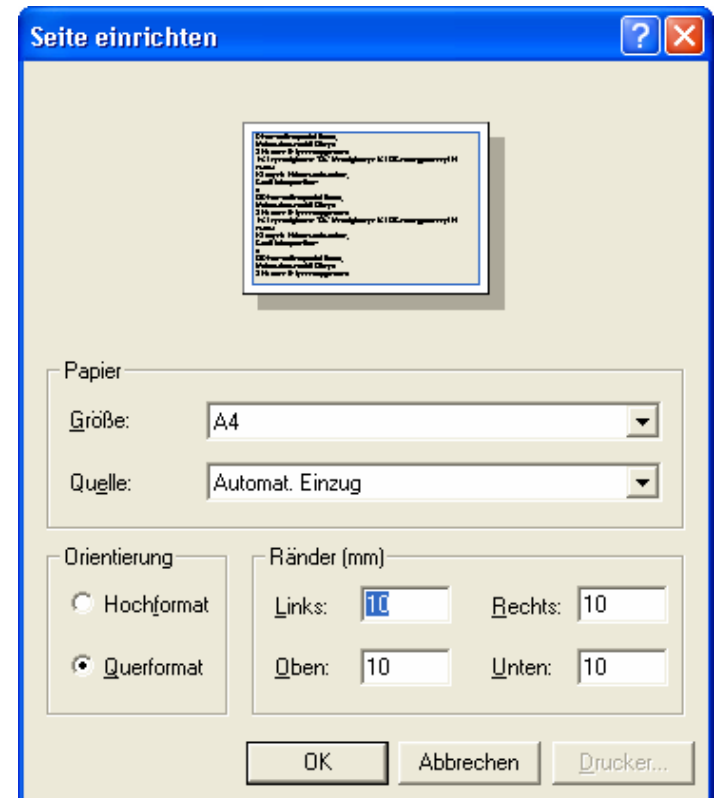 Seite einrichten
Papier
Größe: A4
Quelle: Automat. Einzug
Orientierung
Hochformat
Querformat
Ränder (mm)
Links: 10 Rechts: 10
Oben: 10 Unten: 10
OK Abbrechen Drucker...